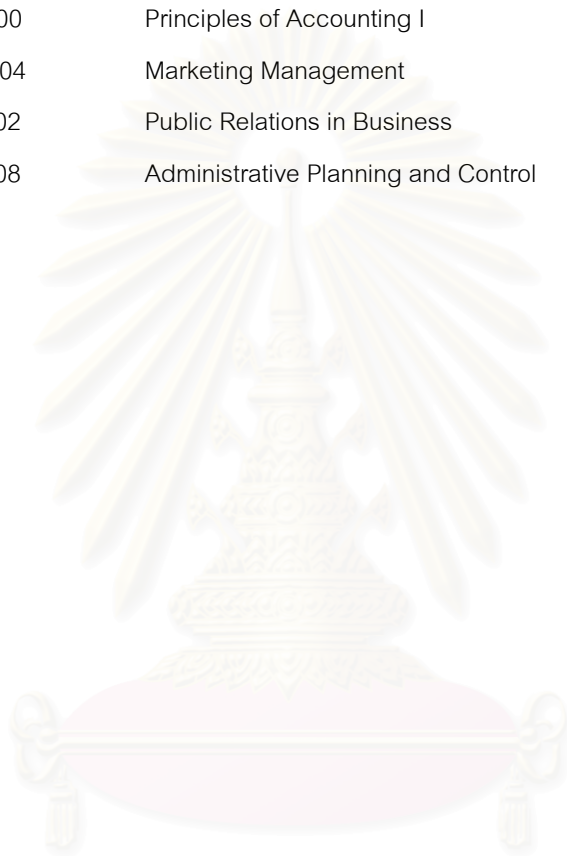 00 Principles of Accounting I
04 Marketing Management
02 Public Relations in Business
08 Administrative Planning and Control